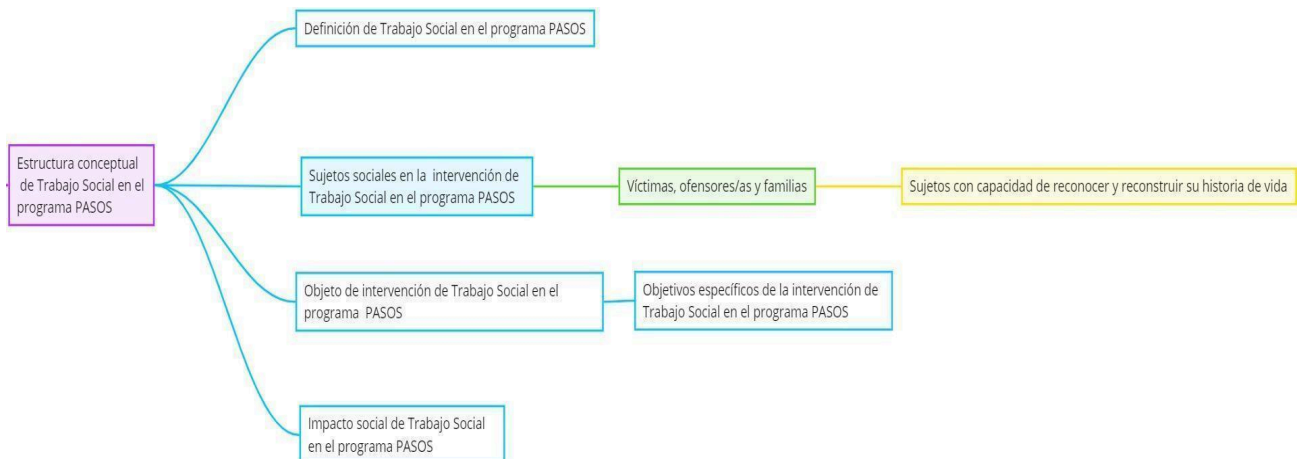 Definición de Trabajo Social en el programa PASOS
Estructura conceptual
de Trabajo Social en el
programa PASOS
Sujetos sociales en la intervención de
Trabajo Social en el programa PASOS
Víctimas, ofensores/as y familias
Sujetos con capacidad de reconocer y reconstruir su historia de vida
Objeto de intervención de Trabajo Social en el
programa PASOS
Objetivos específicos de la intervención de
Trabajo Social en el programa PASOS
Impacto social de Trabajo Social
en el programa PASOS